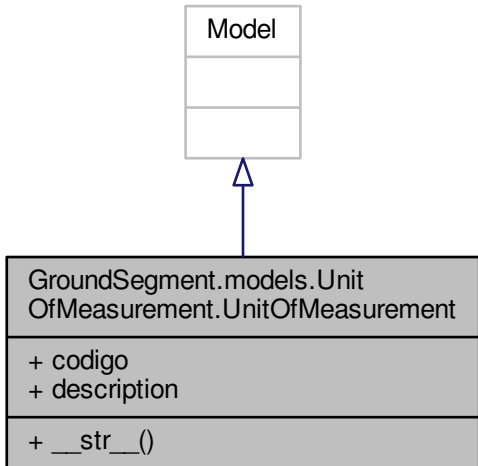 Model
GroundSegment.models.Unit
OfMeasurement.UnitOfMeasurement
+ codigo
+ description
+ __str__()